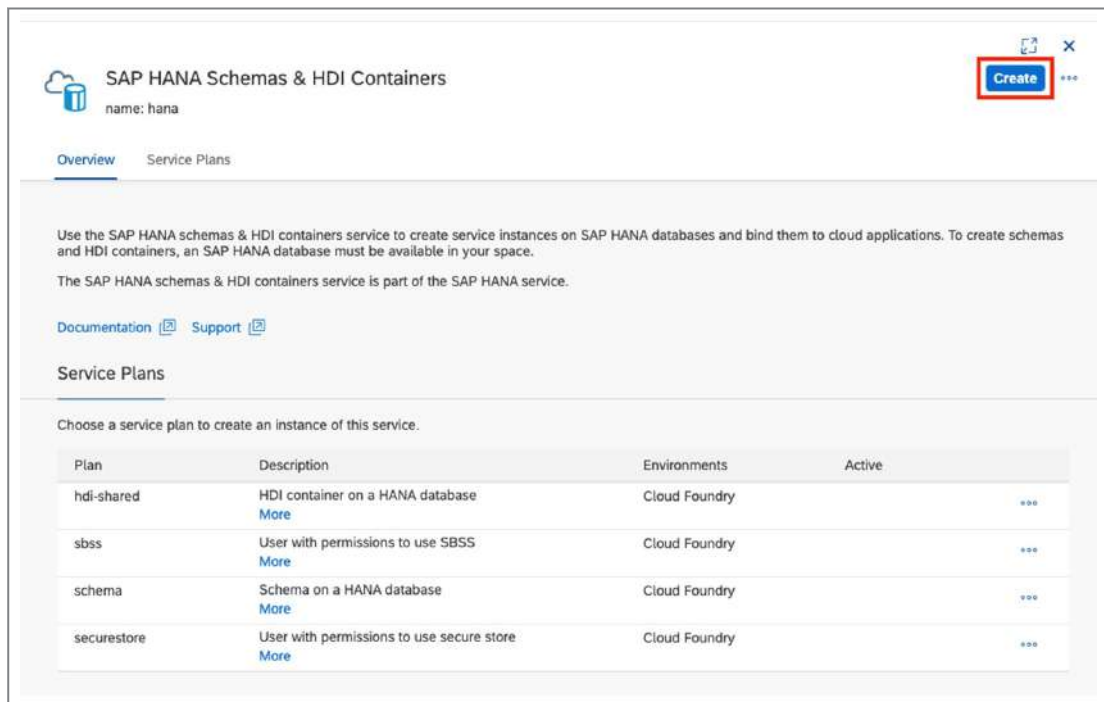 SAP HANA Schemas & HDI Containers
Create
name: hana
Overview Service Plans
Use the SAP HANA schemas & HDI containers service to create service instances on SAP HANA databases and bind them to cloud applications. To create schemas
and HDI containers, an SAP HANA database must be available in your space.
The SAP HANA schemas & HDI containers service is part of the SAP HANA service.
Documentation Support
Service Plans
Choose a service plan to create an instance of this service.
Plan Description Environments Active
hdi-shared HDI container on a HANA database Cloud Foundry
More
sbss User with permissions to use SBSS Cloud Foundry
More
schema Schema on a HANA database Cloud Foundry
More
securestore User with permissions to use secure store Cloud Foundry
More